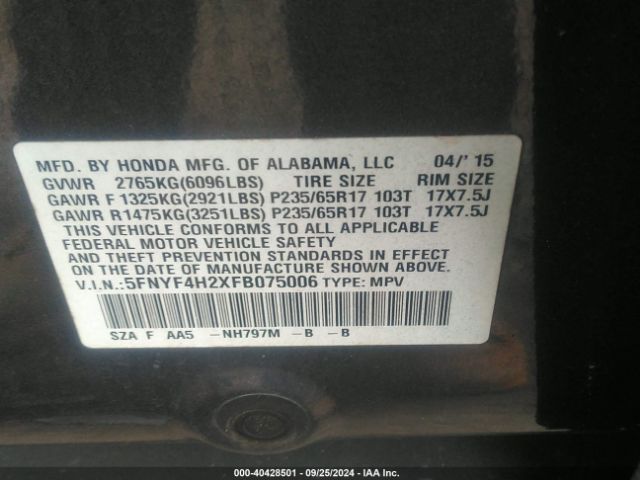 MFD. BY HONDA MFG. OF ALABAMA, LLC 04/' 15
GVWR 2765KG(6096LBS) TIRE SIZE RIM SIZE
GAWR F 1325KG(2921LBS) P235/65R17 103T 17X7.5J
GAWR R1475KG(3251LBS) P235/65R17 103T 17X7.5J
THIS VEHICLE CONFORMS TO ALL APPLICABLE
FEDERAL MOTOR VEHICLE SAFETY
AND THEFT PREVENTION STANDARDS IN EFFECT
ON THE DATE OF MANUFACTURE SHOWN ABOVE.
V.I.N.:5FNYF4H2XFB075006 TYPE: MPV
SZA F AA5 -NH797M -B -B
000-40428501 - 09/25/2024 - IAA Inc.